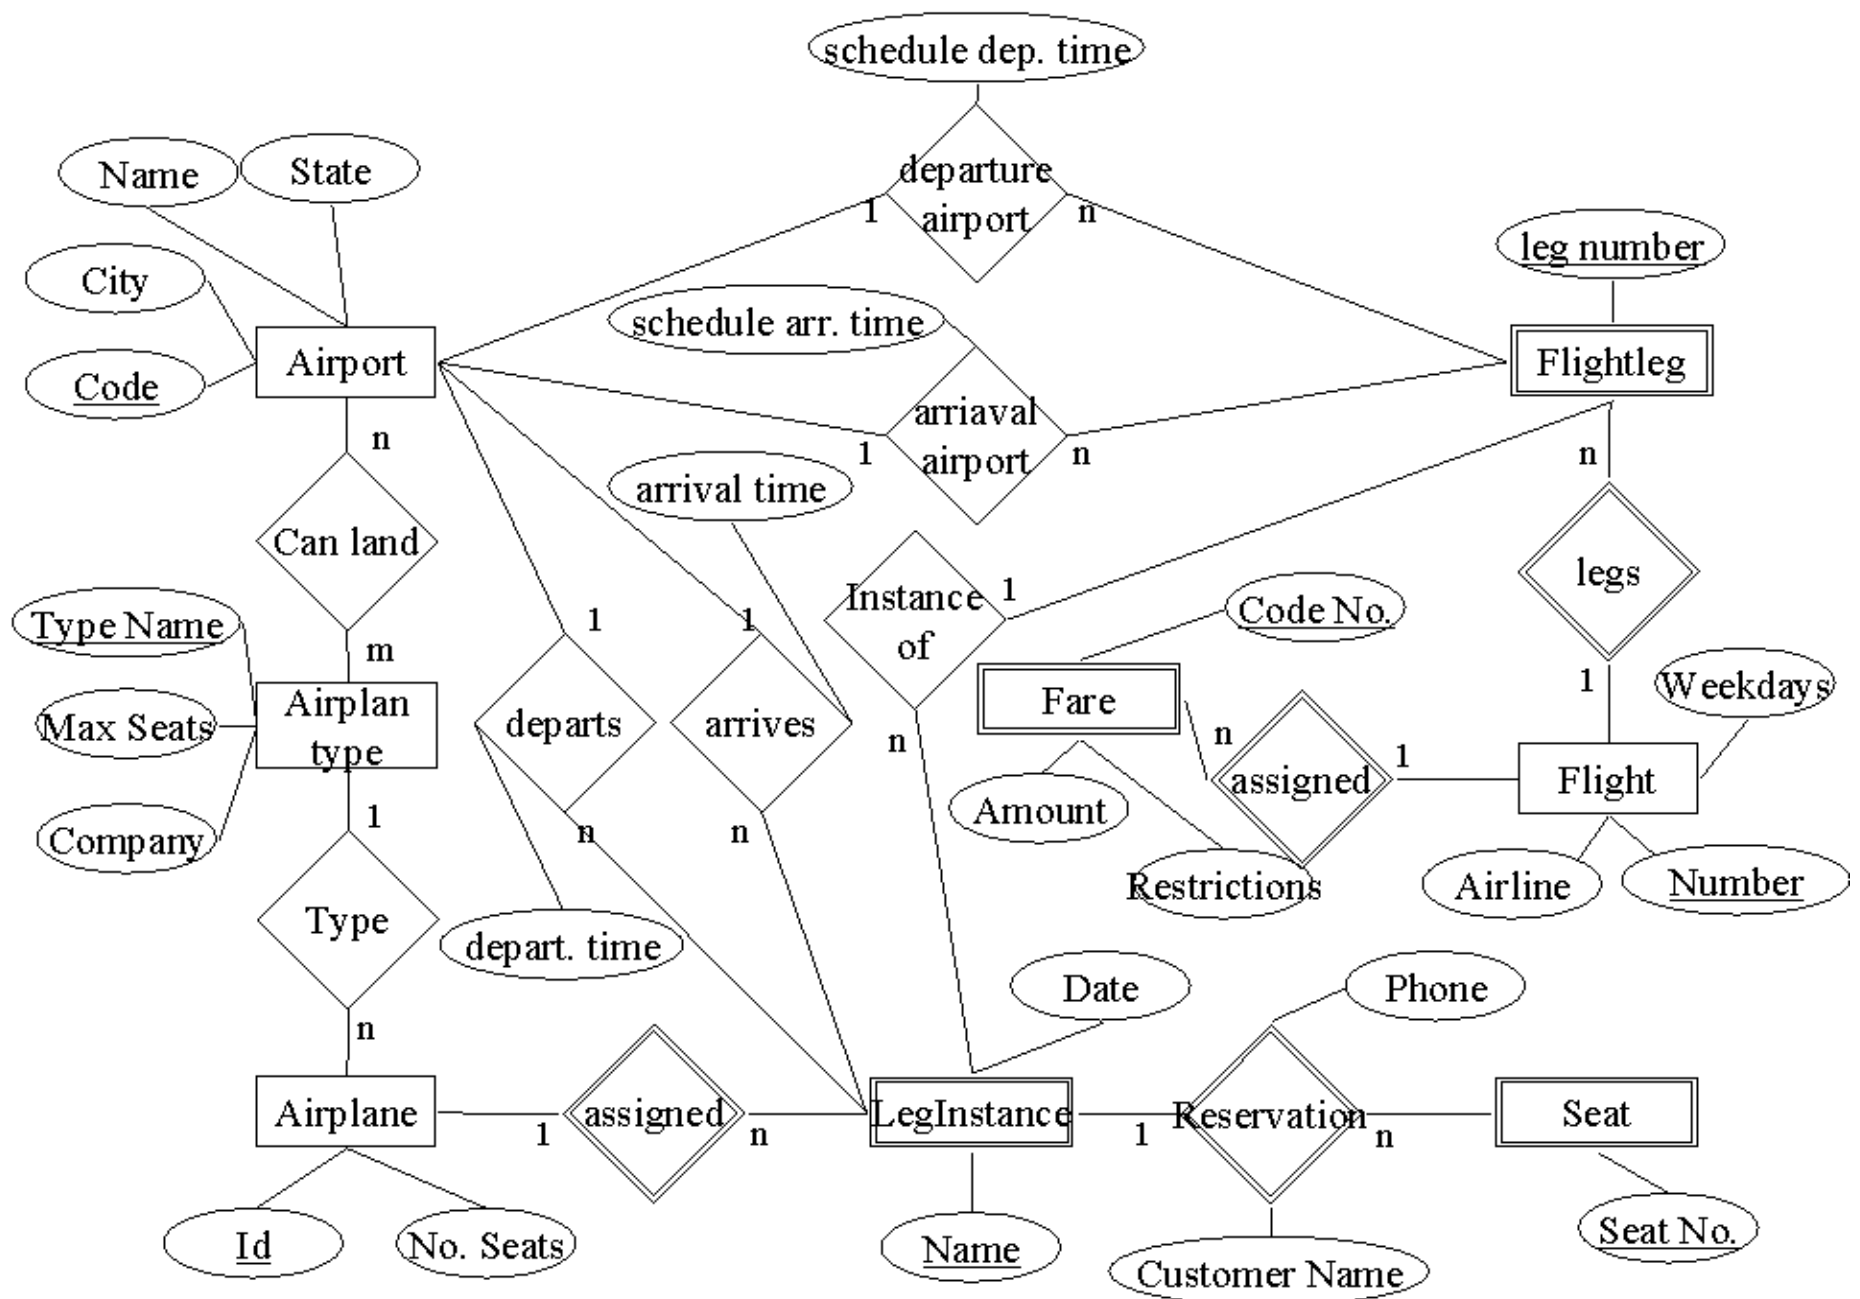 schedule dep. time
departure
airport
1
n
Name
State
City
Code
Airport
leg number
Flightleg
schedule arr. time
arriaval
airport
1
n
arrival time
n
Can land
m
n
legs
1
Type Name
Max Seats
Company
Airplan
type
1
Type
n
1
departs
n
depart. time
1
arrives
n
Instance
of
1
n
Code No.
Fare
Amount
Restrictions
n
assigned
1
Weekdays
Flight
Airline
Number
Airplane
Id
No. Seats
1
assigned
n
Date
LegInstance
Name
1
Phone
Reservation
Customer Name
n
Seat
Seat No.